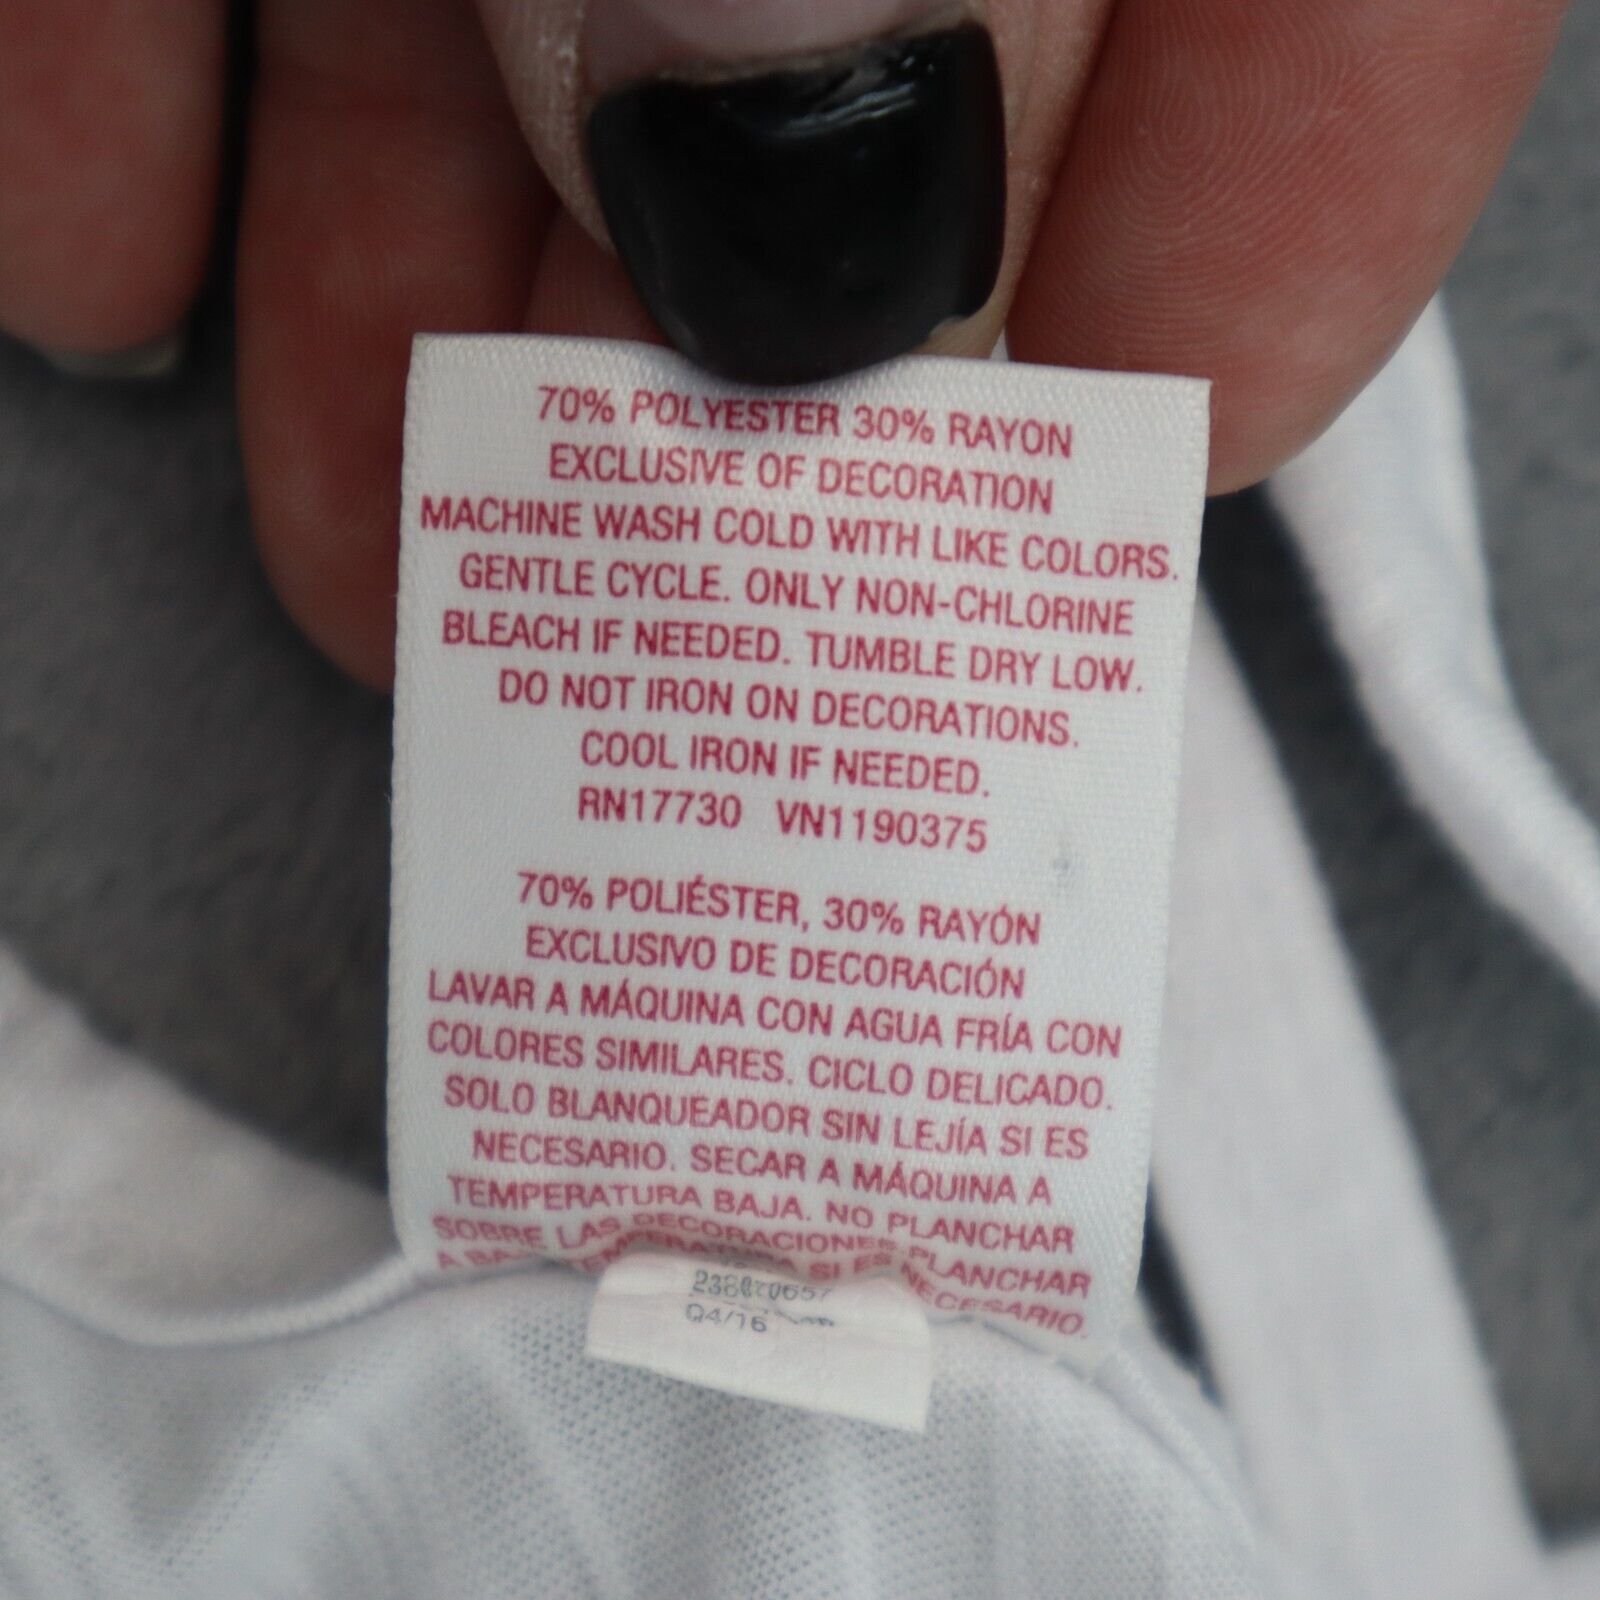 70% POLYESTER 30% RAYON
EXCLUSIVE OF DECORATION
MACHINE WASH COLD WITH LIKE COLORS.
GENTLE CYCLE. ONLY NON-CHLORINE
BLEACH IF NEEDED. TUMBLE DRY LOW.
DO NOT IRON ON DECORATIONS.
COOL IRON IF NEEDED.
RN17730 VN1190375
70% POLIÉSTER, 30% RAYÓN
EXCLUSIVO DE DECORACIÓN
LAVAR A MÁQUINA CON AGUA FRÍA CON
COLORES SIMILARES. CICLO DELICADO.
SOLO BLANQUEADOR SIN LEJÍA SI ES
NECESARIO. SECAR A MÁQUINA A
TEMPERATURA BAJA. NO PLANCHAR
SOBRE LAS DECORACIONES PLANCHAR
A SI ES NECESARIO.
Q4/16